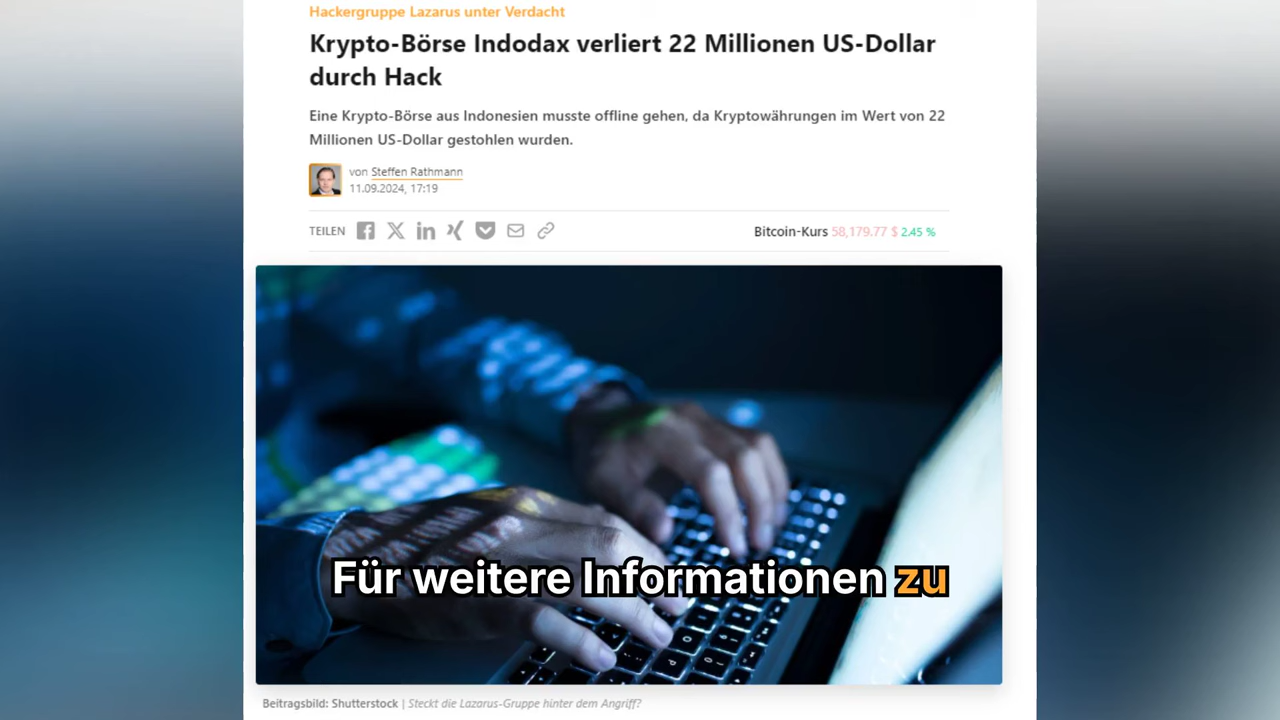 Hackergruppe Lazarus unter Verdacht
Krypto-Börse Indodax verliert 22 Millionen US-Dollar
durch Hack
Eine Krypto-Börse aus Indonesien musste offline gehen, da Kryptowährungen im Wert von 22
Millionen US-Dollar gestohlen wurden.
von Steffen Rathmann
11.09.2024, 17:19
TEILEN
Bitcoin-Kurs 58,179.77 $ 2.45 %
Für weitere Informationen zu
Beitragsbild: Shutterstock | Steckt die Lazarus-Gruppe hinter dem Angriff?